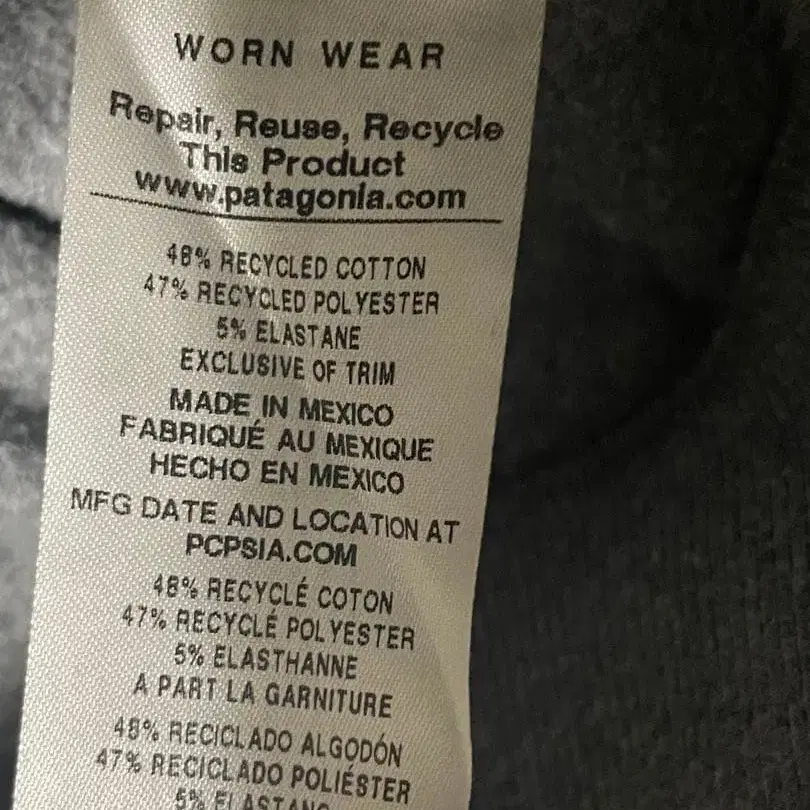 WORN WEAR
Repair, Reuse, Recycle
This Product
www.patagonia.com
48% RECYCLED COTTON
47% RECYCLED POLYESTER
5% ELASTANE
EXCLUSIVE OF TRIM
MADE IN MEXICO
FABRIQUÉ AU MEXIQUE
HECHO EN MEXICO
MFG DATE AND LOCATION AT
PCPSIA.COM
48% RECYCLÉ COTON
47% RECYCLÉ POLYESTER
5% ELASTHANNE
A PART LA GARNITURE
48% RECICLADO ALGODÓN
47% RECICLADO POLIÉSTER
5% ELASTANO